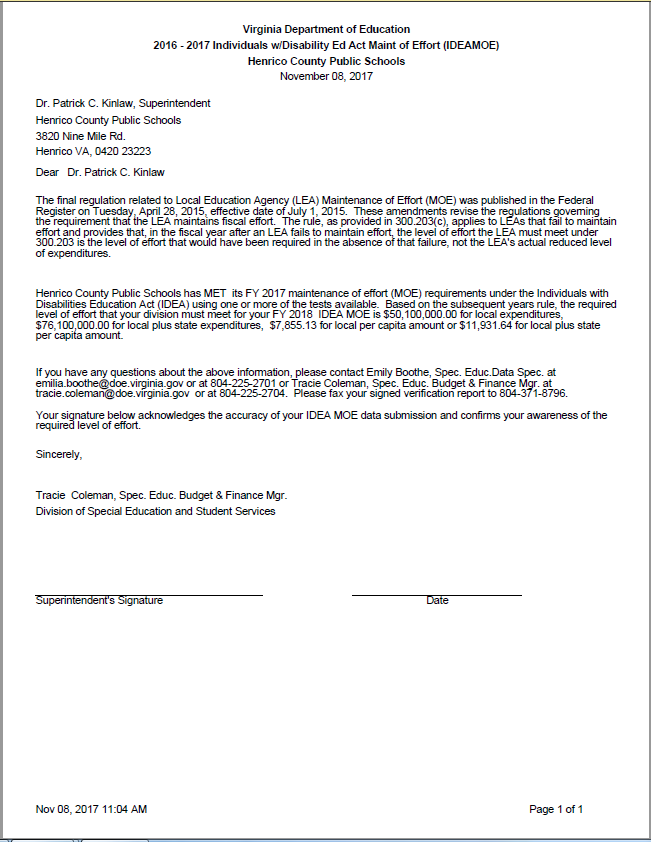 Virginia Department of Education
2016 - 2017 Individuals w/Disability Ed Act Maint of Effort (IDEAMOE)
Henrico County Public Schools
November 08, 2017
Dr. Patrick C. Kinlaw, Superintendent
Henrico County Public Schools
3820 Nine Mile Rd.
Henrico VA, 0420 23223
Dear Dr. Patrick C. Kinlaw
The final regulation related to Local Education Agency (LEA) Maintenance of Effort (MOE) was published in the Federal
Register on Tuesday, April 28, 2015, effective date of July 1, 2015. These amendments revise the regulations governing
the requirement that the LEA maintains fiscal effort. The rule, as provided in 300.203(c), applies to LEAs that fail to maintain
effort and provides that, in the fiscal year after an LEA fails to maintain effort, the level of effort the LEA must meet under
300.203 is the level of effort that would have been required in the absence of that failure, not the LEA's actual reduced level
of expenditures.
Henrico County Public Schools has MET its FY 2017 maintenance of effort (MOE) requirements under the Individuals with
Disabilities Education Act (IDEA) using one or more of the tests available. Based on the subsequent years rule, the required
level of effort that your division must meet for your FY 2018 IDEA MOE is $50,100,000.00 for local expenditures,
$76,100,000.00 for local plus state expenditures, $7,855.13 for local per capita amount or $11,931.64 for local plus state
per capita amount.
If you have any questions about the above information, please contact Emily Boothe, Spec. Educ.Data Spec. at
emilia.boothe@doe.virginia.gov or at 804-225-2701 or Tracie Coleman, Spec. Educ. Budget & Finance Mgr. at
tracie.coleman@doe.virginia.gov or at 804-225-2704. Please fax your signed verification report to 804-371-8796.
Your signature below acknowledges the accuracy of your IDEA MOE data submission and confirms your awareness of the
required level of effort.
Sincerely,
Tracie Coleman, Spec. Educ. Budget & Finance Mgr.
Division of Special Education and Student Services
Superintendent's Signature Date
Nov 08, 2017 11:04 AM Page 1 of 1